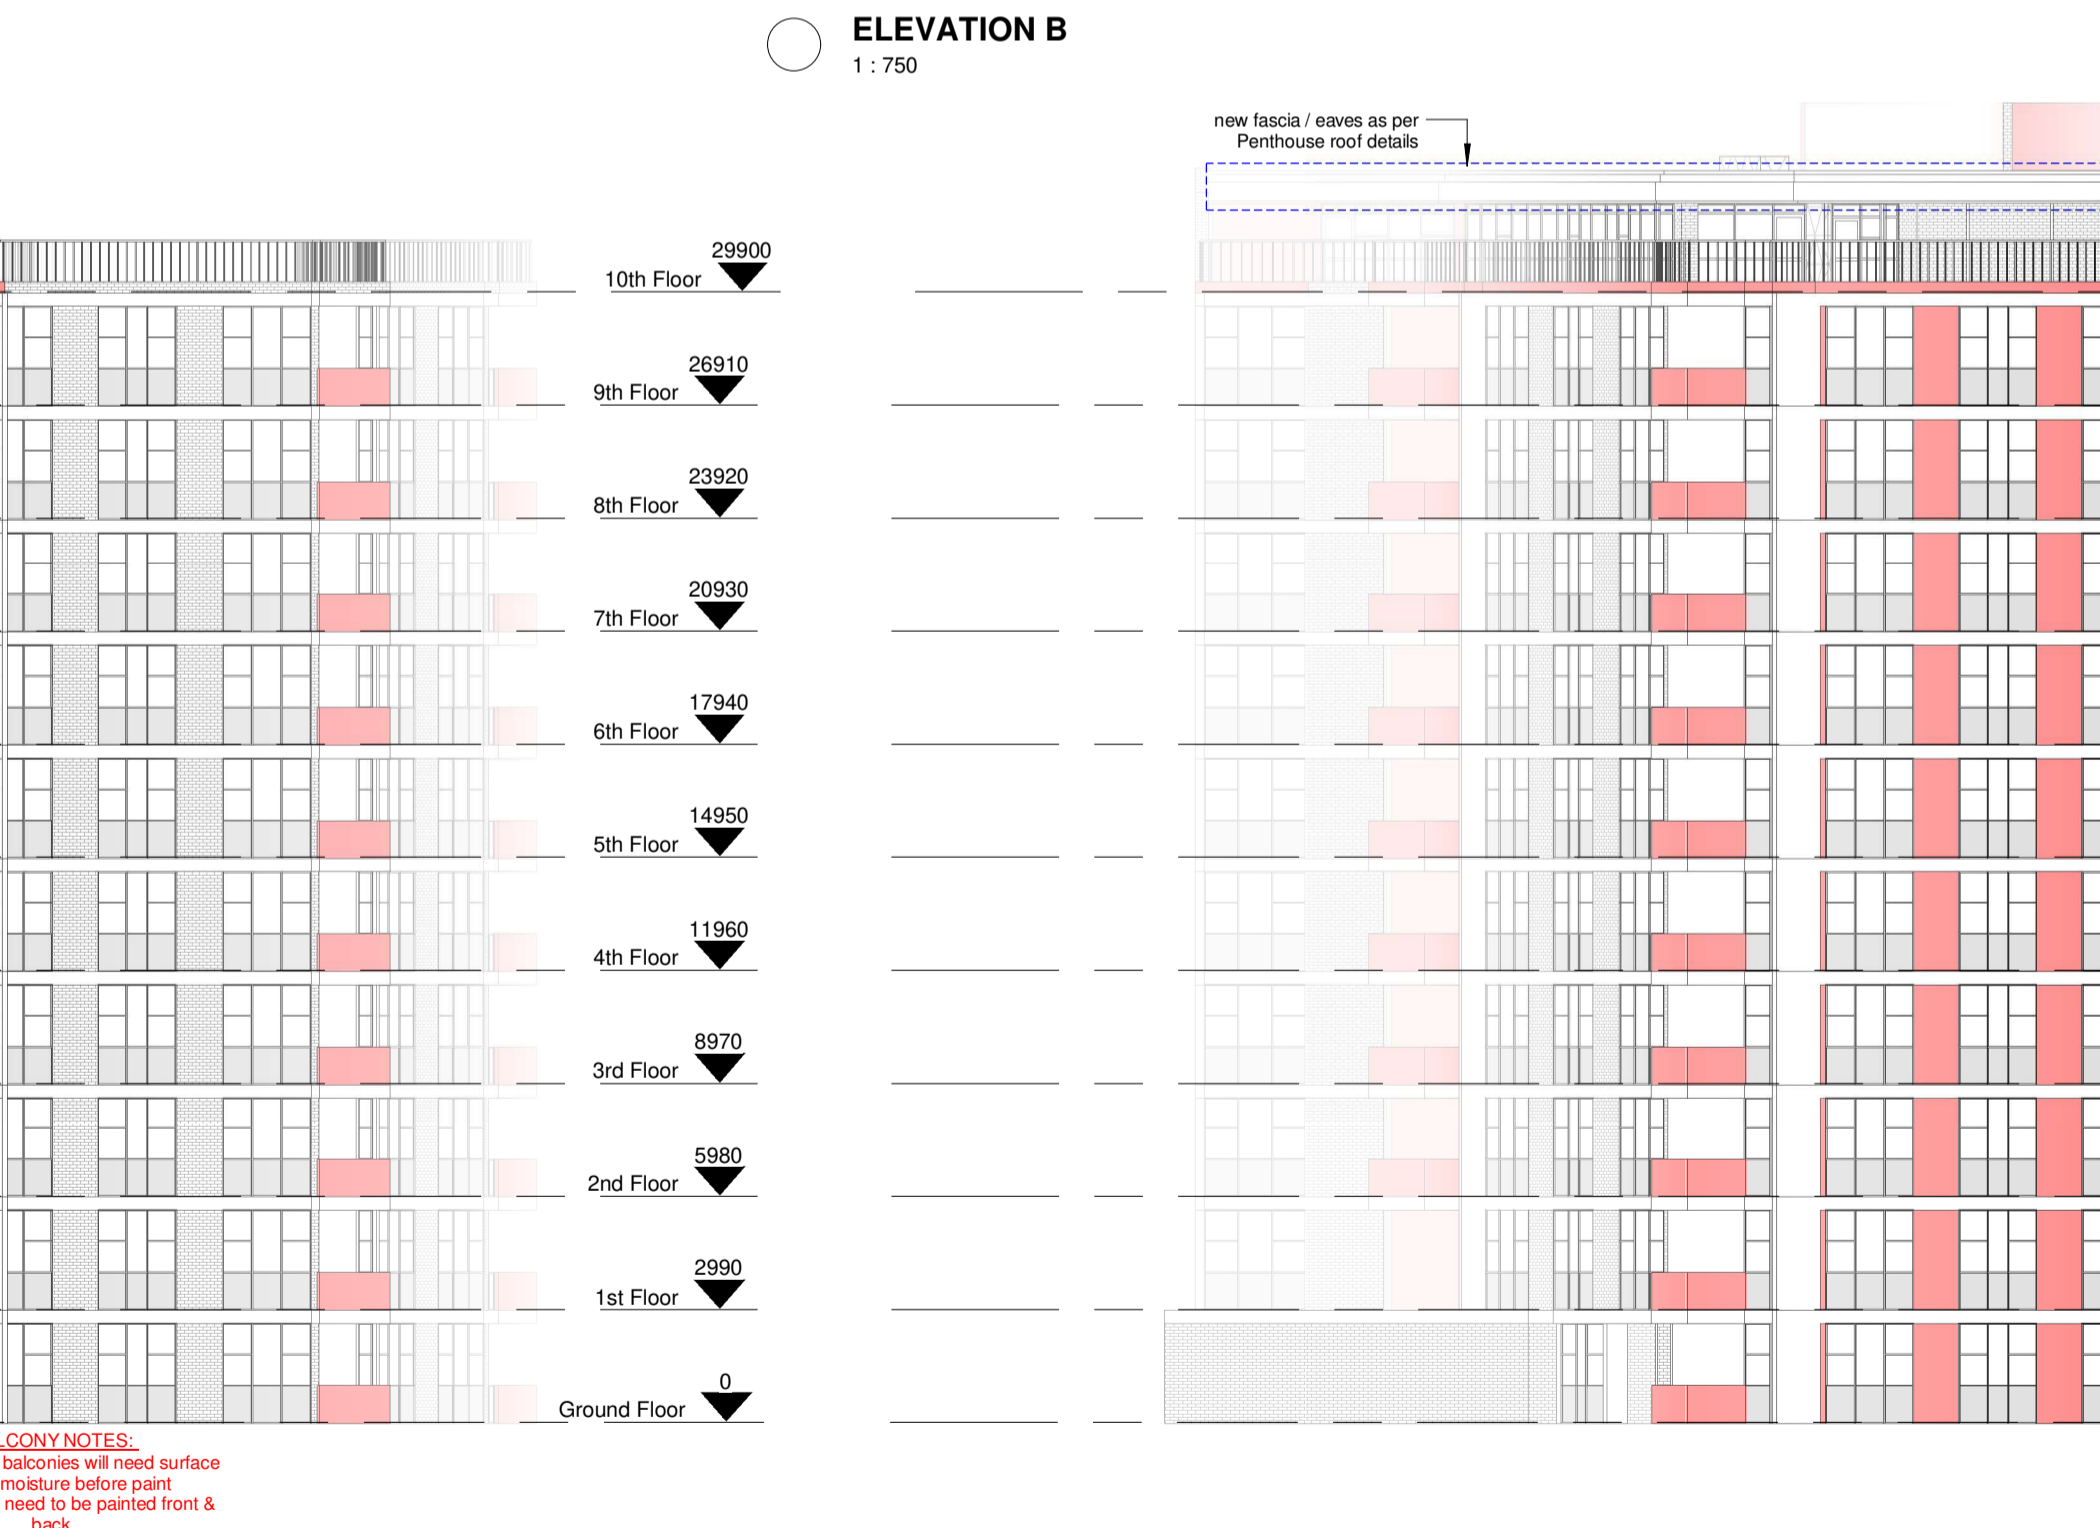 ELEVATION B
1 : 750
new fascia / eaves as per
Penthouse roof details
29900
10th Floor
26910
9th Floor
23920
8th Floor
20930
7th Floor
17940
6th Floor
14950
5th Floor
11960
4th Floor
8970
3rd Floor
5980
2nd Floor
2990
1st Floor
0
Ground Floor
LCONY NOTES:
balconies will need surface
moisture before paint
need to be painted front &
back